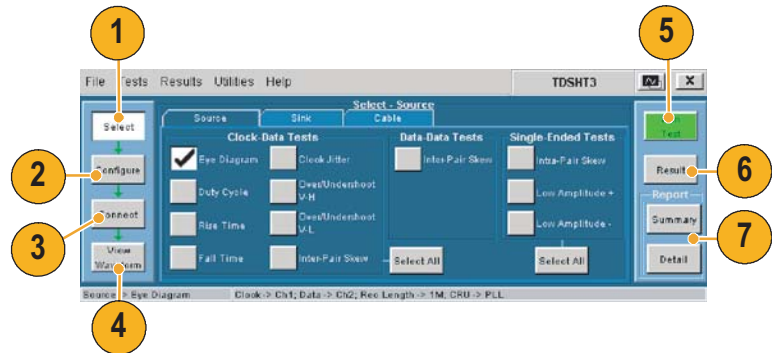 1
5
File Tests Results Utilities Help TDSHT3 X
Select - Source
Select
Source Sink Cable
Test
Clock-Data Tests Data-Data Tests Single-Ended Tests
2
Configure
Eye Diagram Clock Jitter Inter-Pair Skew Intra-Pair Skew
Result
6
Duty Cycle Over/Undershoot V-H Low Amplitude +
Report
3
Connect
Rise Time Over/Undershoot V-L Low Amplitude -
Summary
7
View Waveform
Fall Time Inter-Pair Skew Select All Select All
Detail
Source -> Eye Diagram Clock -> Ch1; Data -> Ch2; Rec Length -> 1M, CRU -> PLL
4